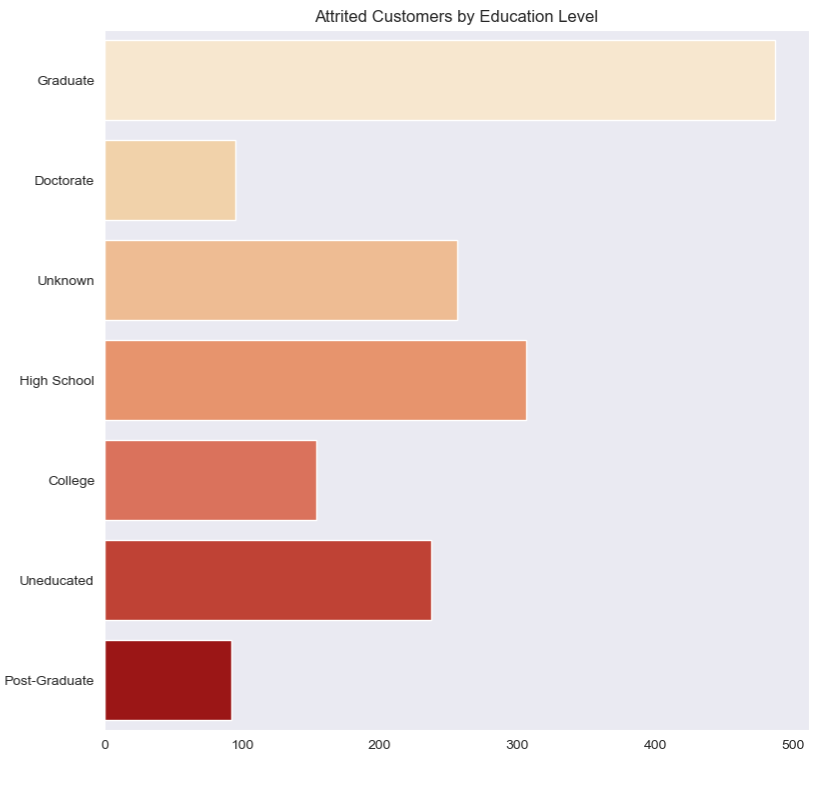 Attrited Customers by Education Level
Graduate
Doctorate
Unknown
High School
College
Uneducated
Post-Graduate
0 100 200 300 400 500